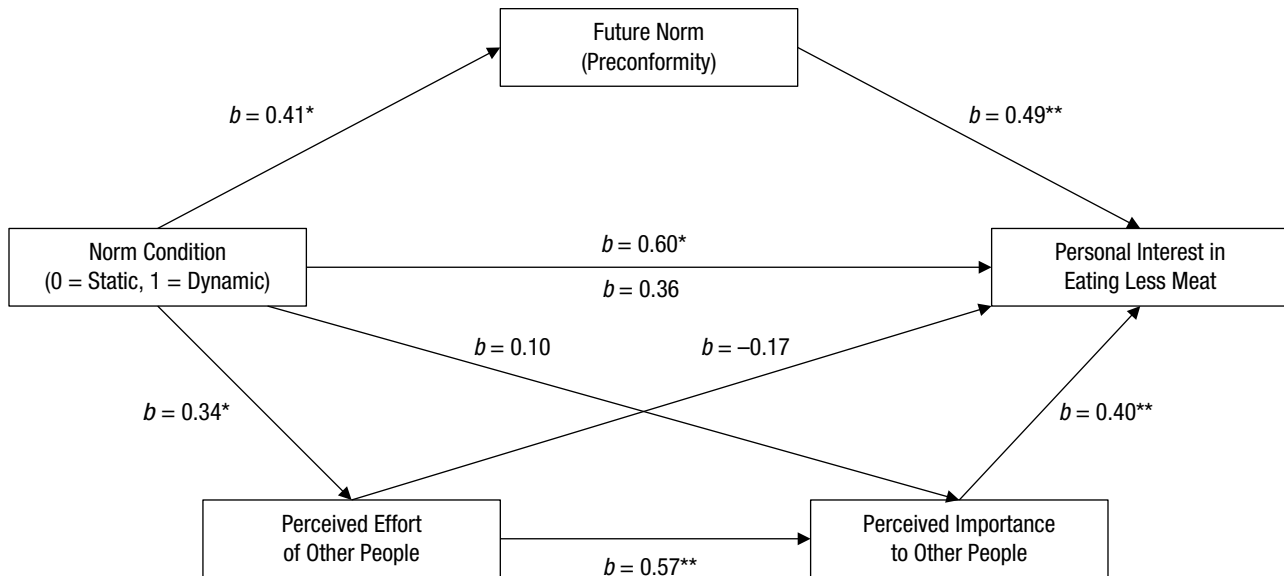 Future Norm
(Preconformity)
b = 0.41*
b = 0.49**
Norm Condition
(0 = Static, 1 = Dynamic)
b = 0.60*
b = 0.36
Personal Interest in
Eating Less Meat
b = 0.10
b = –0.17
b = 0.34*
b = 0.40**
Perceived Effort
of Other People
b = 0.57**
Perceived Importance
to Other People